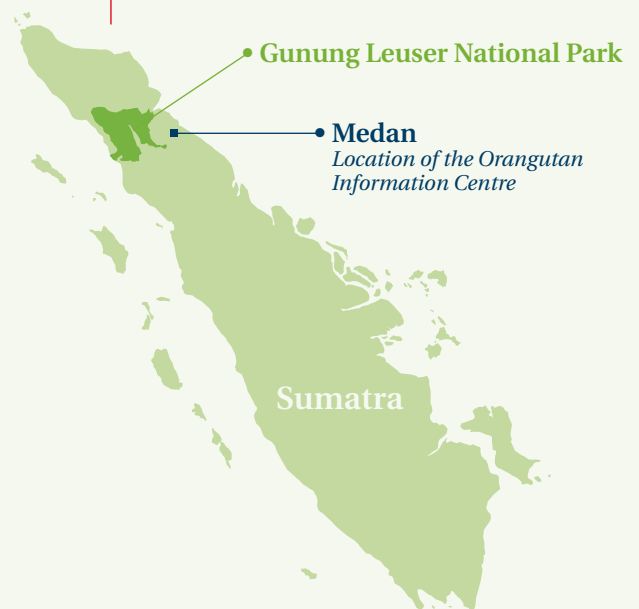 Gunung Leuser National Park
Medan
Location of the Orangutan
Information Centre
Sumatra